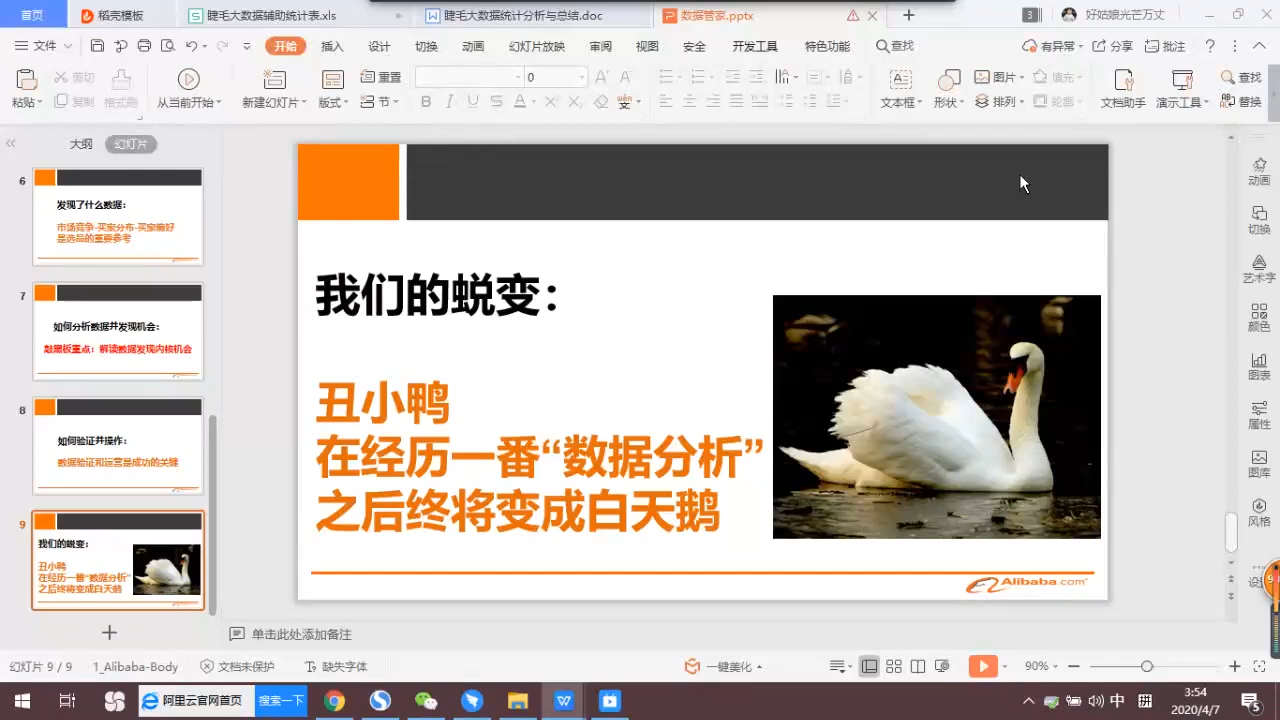 首页
稻壳模板
睫毛大数据辅助统计表.xls
睫毛大数据统计分析与总结.doc
数据管家.pptx
3
好姑娘光芒万丈
文件
开始
插入
设计
切换
动画
幻灯片放映
审阅
视图
安全
开发工具
特色功能
查找
有异常
分享
批注
粘贴
剪切
复制
格式刷
从当前开始
新建幻灯片
版式
重置
节
0
文本框
形状
图片
排列
填充
轮廓
文档助手
演示工具
查找
替换
大纲
幻灯片
6
发现了什么数据：
市场竞争-买家分布-买家偏好
是选品的重要参考
7
如何分析数据并发现机会：
敲黑板重点：解读数据发现内核机会
8
如何验证并操作：
数据验证和运营是成功的关键
9
我们的蜕变：
丑小鸭
在经历一番“数据分析”
之后终将变成白天鹅
我们的蜕变：
丑小鸭
在经历一番“数据分析”
之后终将变成白天鹅
Alibaba.com
动画
切换
艺术字
颜色
图表
属性
图库
风格
单击此处添加备注
幻灯片 9 / 9
1_Alibaba-Body
文档未保护
缺失字体
一键美化
90%
阿里云官网首页
搜索一下
中
拼
3:54
2020/4/7
5